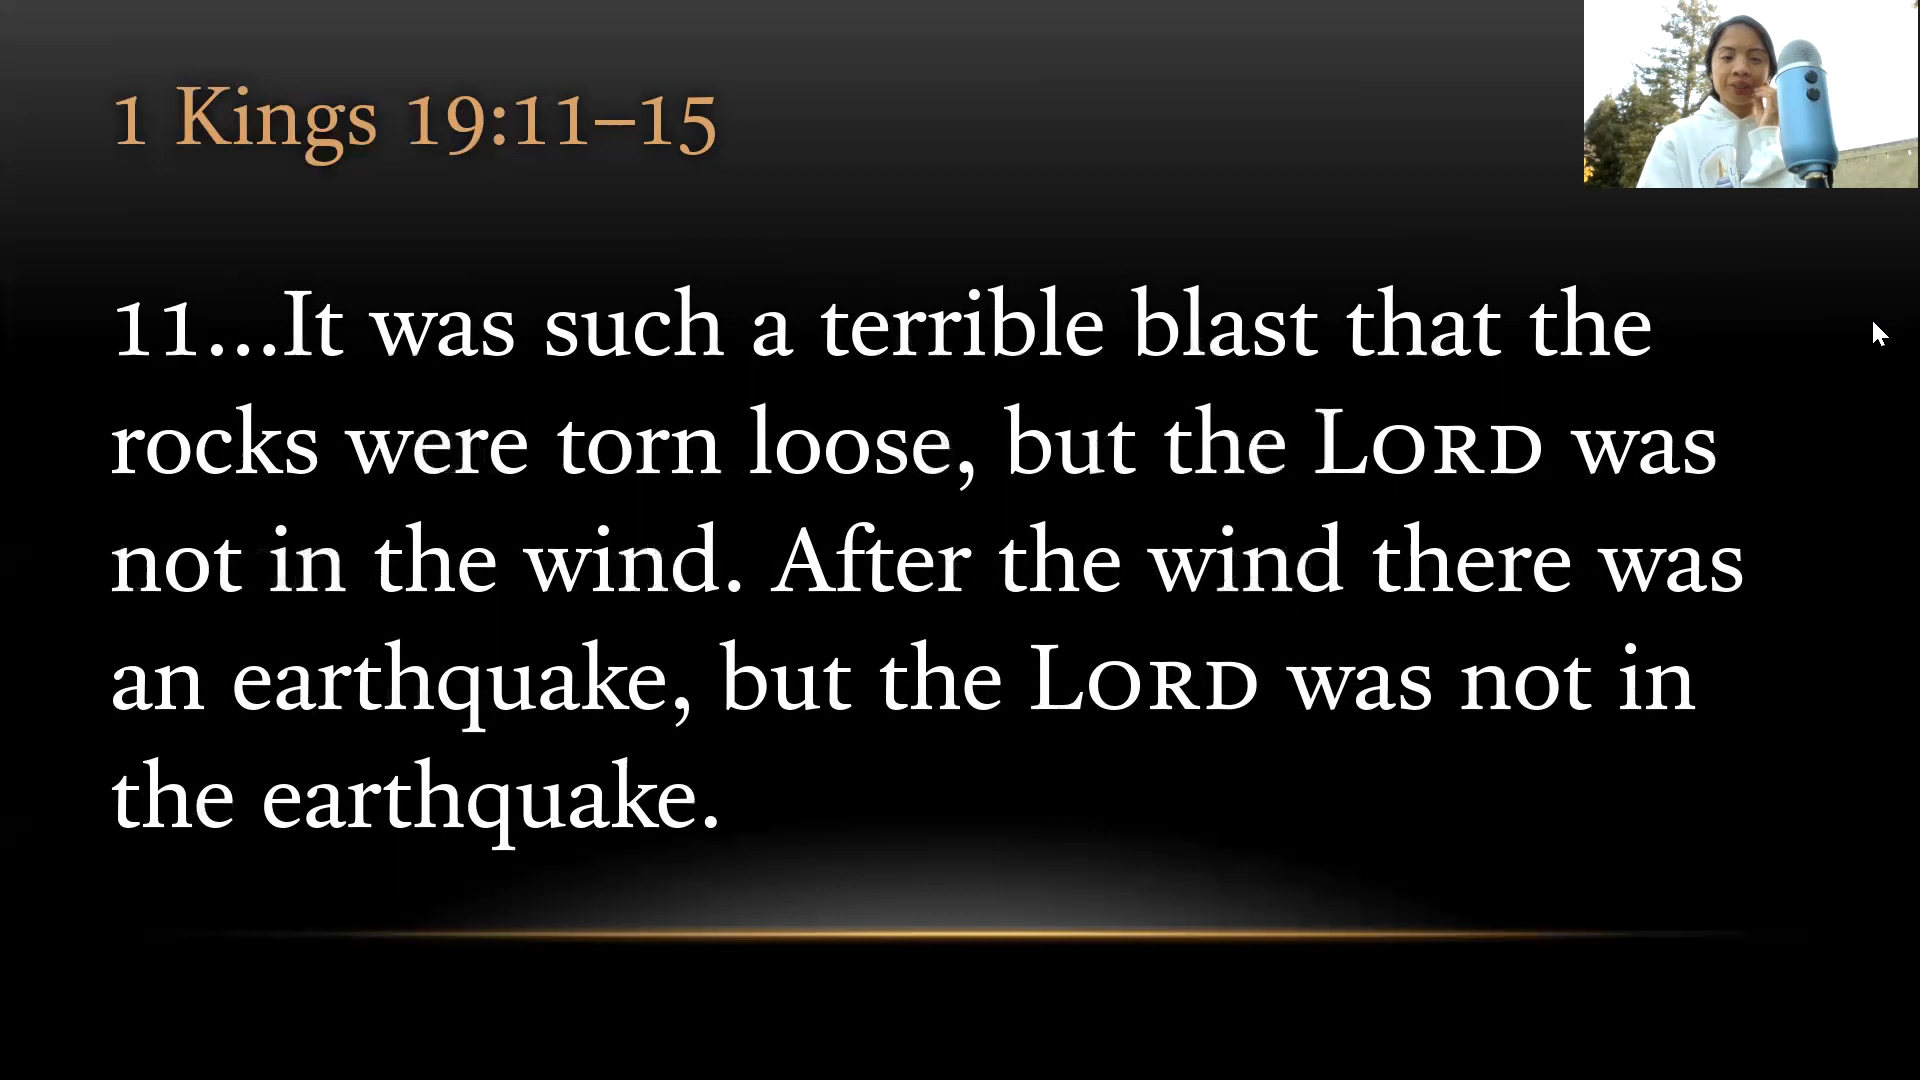 1 Kings 19:11–15
11...It was such a terrible blast that the
rocks were torn loose, but the LORD was
not in the wind. After the wind there was
an earthquake, but the LORD was not in
the earthquake.